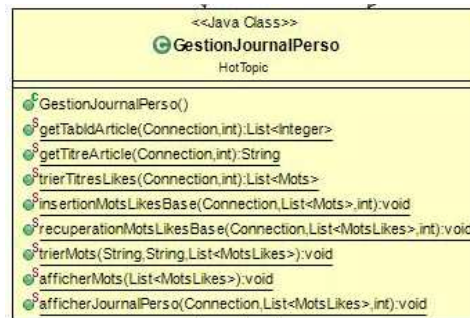 <<Java Class>>
GestionJournalPerso
HotTopic
GestionJournalPerso()
getTabIdArticle(Connection,int):List<Integer>
getTitreArticle(Connection,int):String
trierTitresLikes(Connection,int):List<Mots>
insertionMotsLikesBase(Connection,List<Mots>,int):void
recuperationMotsLikesBase(Connection,List<MotsLikes>,int):void
trierMots(String,String,List<MotsLikes>):void
afficherMots(List<MotsLikes>):void
afficherJournalPerso(Connection,List<MotsLikes>,int):void